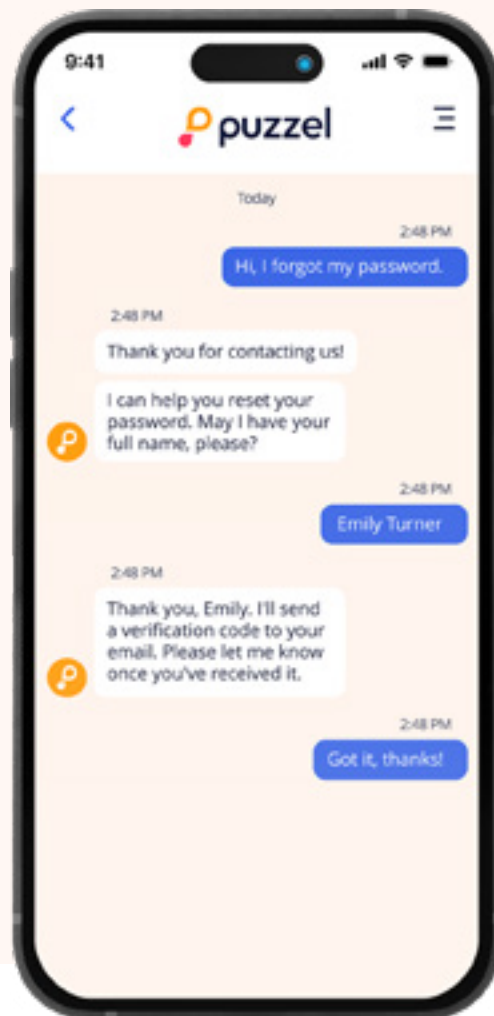 9:41
puzzel
Today
2:48 PM
Hi, I forgot my password.
2:48 PM
Thank you for contacting us!
I can help you reset your
password. May I have your
full name, please?
2:48 PM
Emily Turner
2:48 PM
Thank you, Emily. I'll send
a verification code to your
email. Please let me know
once you've received it.
2:48 PM
Got it, thanks!